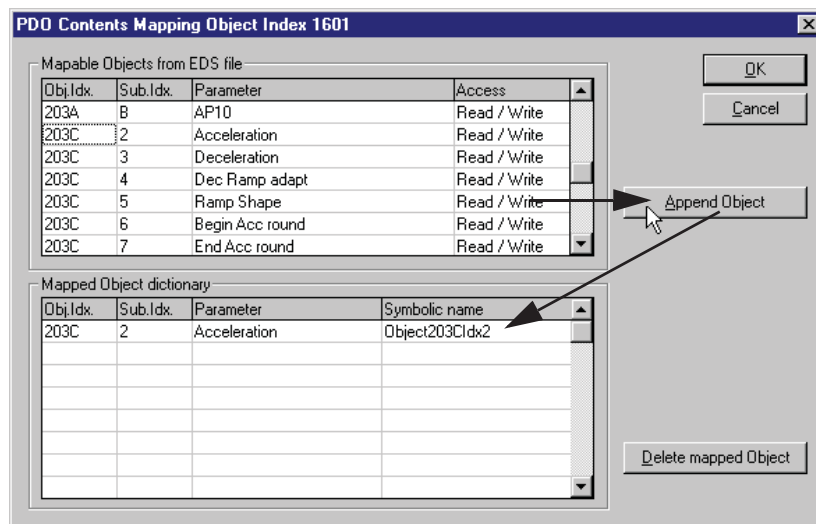 PDO Contents Mapping Object Index 1601
Mapable Objects from EDS file
Obj.Idx. Sub.Idx. Parameter Access
203A B AP10 Read / Write
203C 2 Acceleration Read / Write
203C 3 Deceleration Read / Write
203C 4 Dec Ramp adapt Read / Write
203C 5 Ramp Shape Read / Write
203C 6 Begin Acc round Read / Write
203C 7 End Acc round Read / Write
OK
Cancel
Append Object
Mapped Object dictionary
Obj.Idx. Sub.Idx. Parameter Symbolic name
203C 2 Acceleration Object203CIdx2
Delete mapped Object